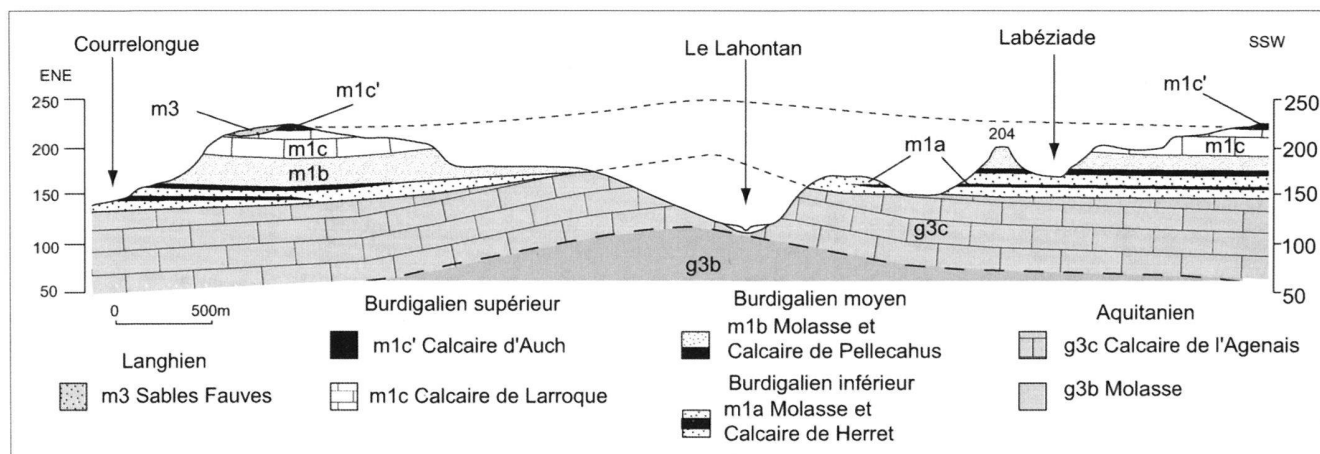 Courrelongue
Le Lahontan
Labéziade
ENE
SSW
m3
m1c'
m1c'
250
200
150
100
50
250
200
150
100
50
204
m1c
m1b
m1a
m1c
g3c
g3b
0 500m
Langhien
m3 Sables Fauves
Burdigalien supérieur
m1c' Calcaire d'Auch
m1c Calcaire de Larroque
Burdigalien moyen
m1b Molasse et
Calcaire de Pellecahus
Burdigalien inférieur
m1a Molasse et
Calcaire de Herret
Aquitanien
g3c Calcaire de l'Agenais
g3b Molasse